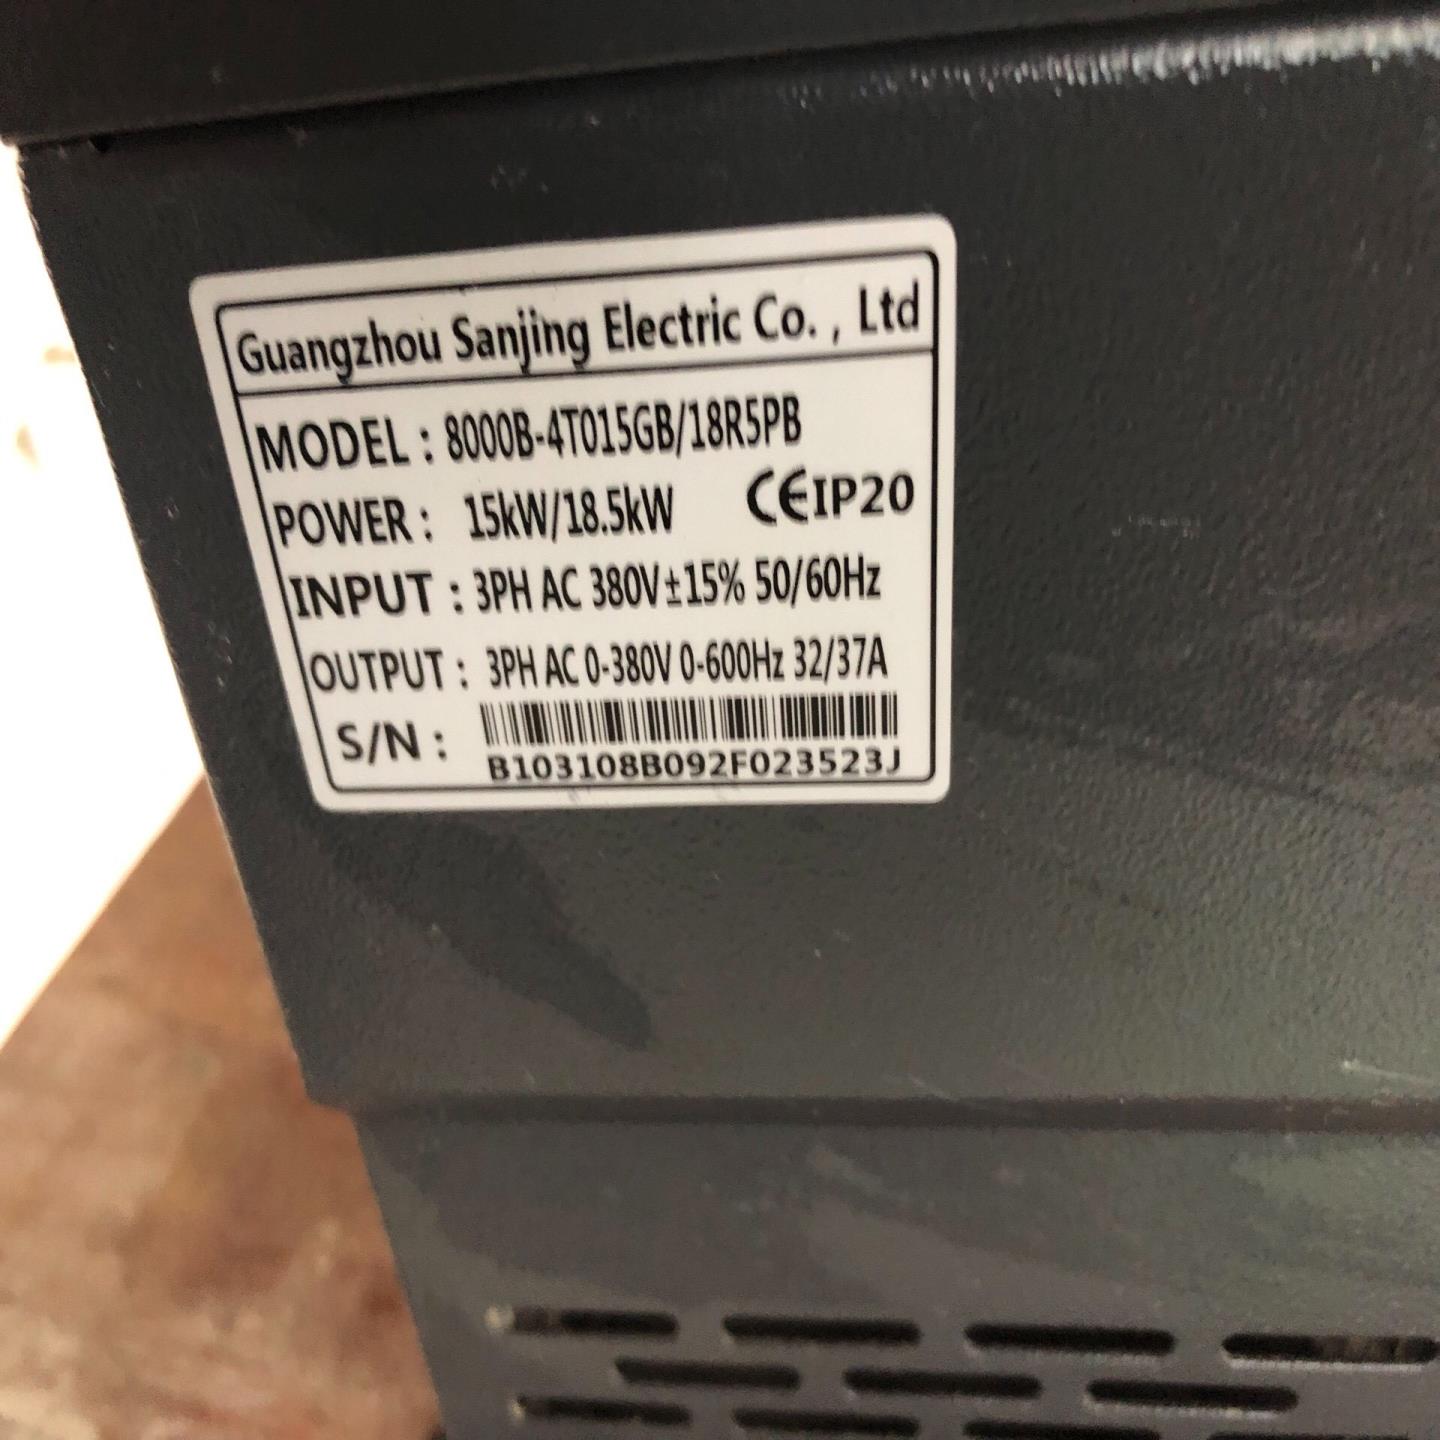 Guangzhou Sanjing Electric Co. , Ltd
MODEL : 8000B-4T015GB/18R5PB
POWER : 15kW/18.5kW CE IP20
INPUT : 3PH AC 380V±15% 50/60Hz
OUTPUT : 3PH AC 0-380V 0-600Hz 32/37A
S/N :
B103108B092F023523J